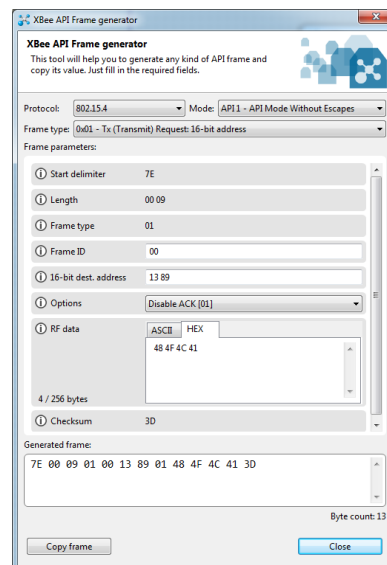 XBee API Frame generator
XBee API Frame generator
This tool will help you to generate any kind of API frame and
copy its value. Just fill in the required fields.
Protocol: 802.15.4 Mode: API 1 - API Mode Without Escapes
Frame type: 0x01 - Tx (Transmit) Request: 16-bit address
Frame parameters:
Start delimiter 7E
Length 00 09
Frame type 01
Frame ID 00
16-bit dest. address 13 89
Options Disable ACK [01]
RF data ASCII HEX
48 4F 4C 41
4 / 256 bytes
Checksum 3D
Generated frame:
7E 00 09 01 00 13 89 01 48 4F 4C 41 3D
Byte count: 13
Copy frame Close